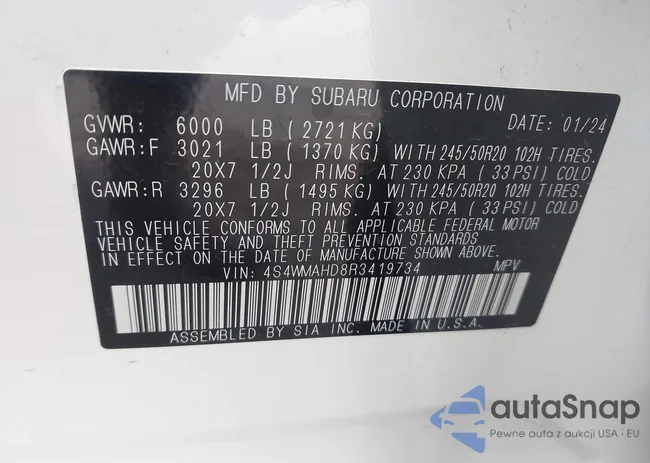 MFD BY SUBARU CORPORATION
DATE: 01/24
GVWR: 6000 LB (2721 KG)
GAWR:F 3021 LB (1370 KG) WITH 245/50R20 102H TIRES.
20X7 1/2J RIMS. AT 230 KPA (33 PSI) COLD
GAWR:R 3296 LB (1495 KG) WITH 245/50R20 102H TIRES.
20X7 1/2J RIMS. AT 230 KPA (33 PSI) COLD
THIS VEHICLE CONFORMS TO ALL APPLICABLE FEDERAL MOTOR
VEHICLE SAFETY AND THEFT PREVENTION STANDARDS
IN EFFECT ON THE DATE OF MANUFACTURE SHOWN ABOVE.
VIN: 4S4WMAHD8R3419734 MPV
ASSEMBLED BY SIA INC. MADE IN U.S.A.
autaSnap
Pewne auta z aukcji USA i EU